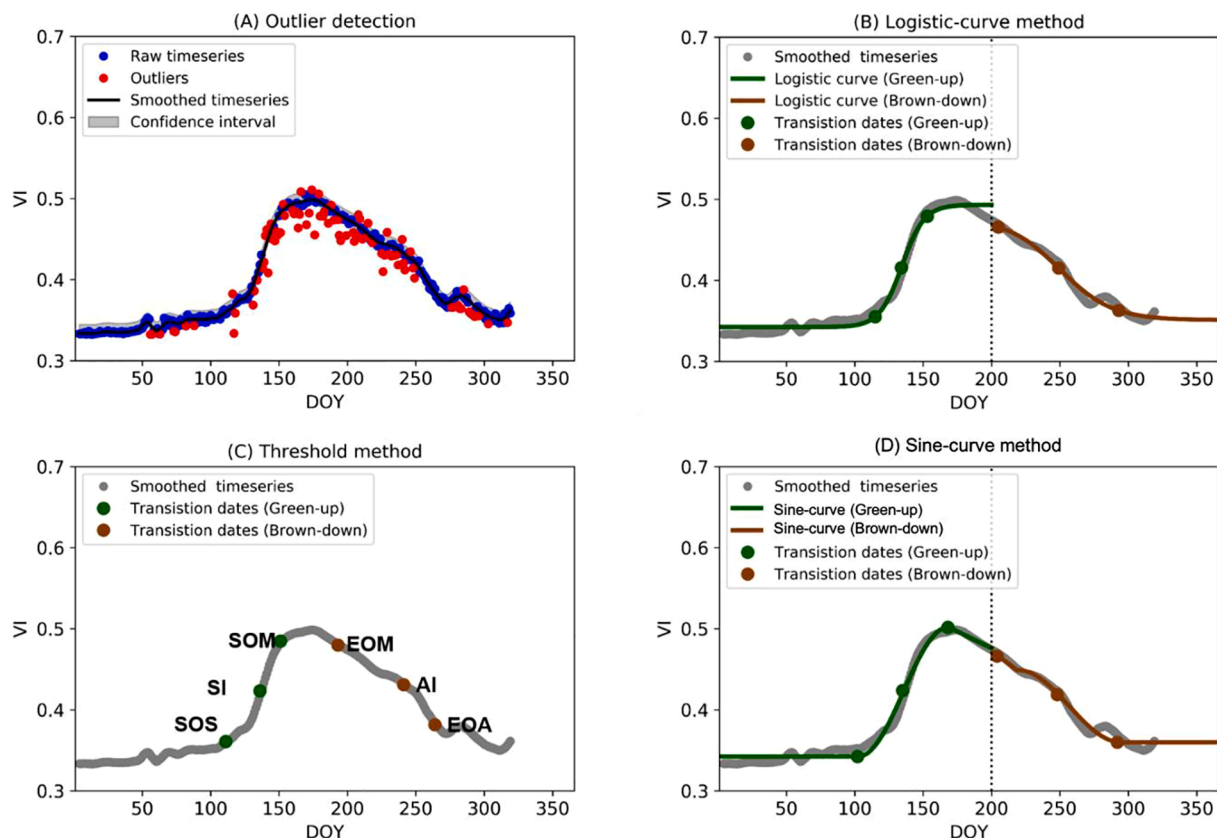 (A) Outlier detection
0.7
0.6
0.5
0.4
0.3
VI
Raw timeseries
Outliers
Smoothed timeseries
Confidence interval
50 100 150 200 250 300 350
DOY
(B) Logistic-curve method
0.7
0.6
0.5
0.4
0.3
VI
Smoothed timeseries
Logistic curve (Green-up)
Logistic curve (Brown-down)
Transistion dates (Green-up)
Transistion dates (Brown-down)
50 100 150 200 250 300 350
DOY
(C) Threshold method
0.7
0.6
0.5
0.4
0.3
VI
Smoothed timeseries
Transistion dates (Green-up)
Transistion dates (Brown-down)
SOM EOM
SI AI
SOS EOA
50 100 150 200 250 300 350
DOY
(D) Sine-curve method
0.7
0.6
0.5
0.4
0.3
VI
Smoothed timeseries
Sine-curve (Green-up)
Sine-curve (Brown-down)
Transistion dates (Green-up)
Transistion dates (Brown-down)
50 100 150 200 250 300 350
DOY